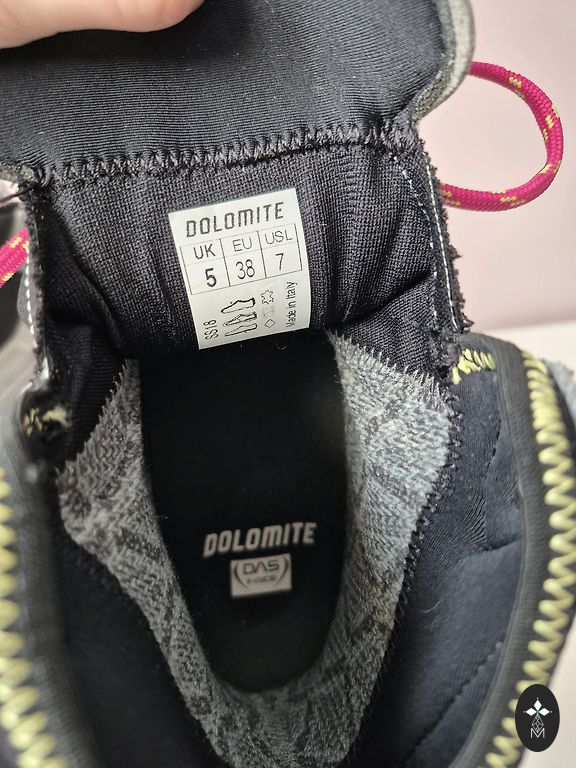 DOLOMITE
UK EU USL
5 38 7
SS18
Made in Italy
DOLOMITE
DAS
INSIDE
M